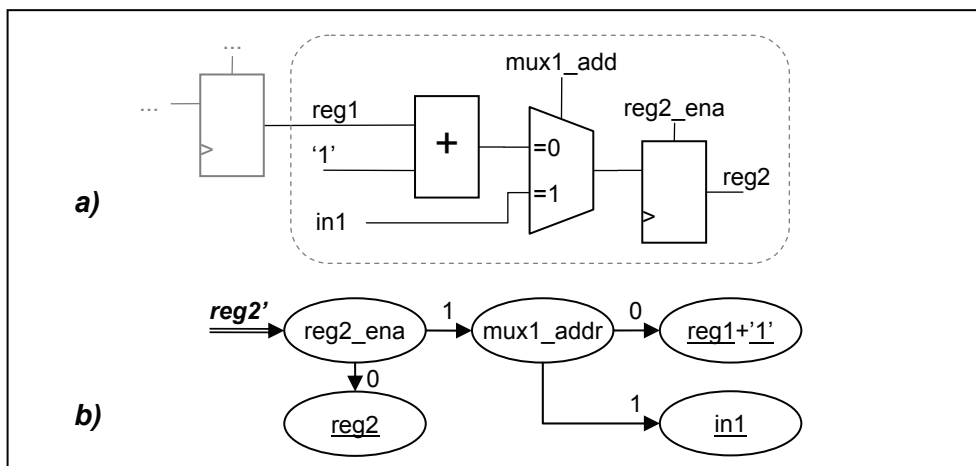 ...
...
mux1_add
reg1
reg2_ena
'1'
+
=0
=1
reg2
a)
in1
>
>
reg2'
reg2_ena
1
mux1_addr
0
reg1+'1'
0
b)
reg2
1
in1